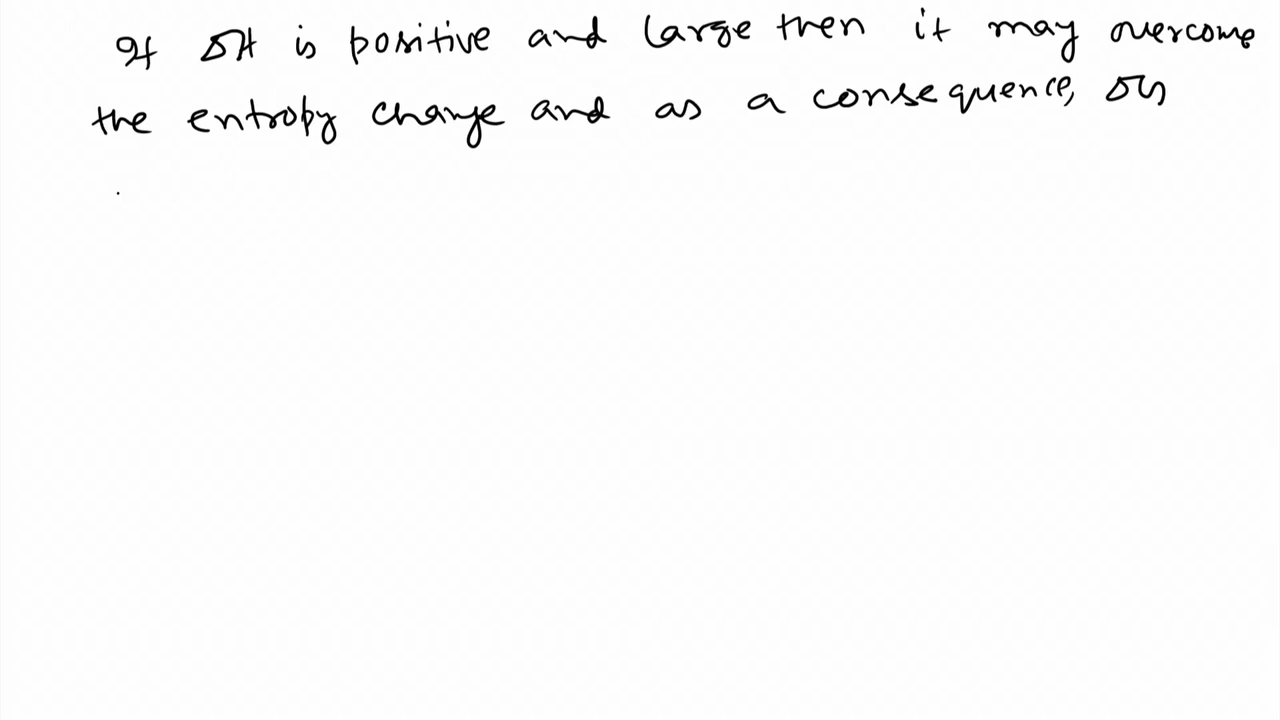 If ΔH is positive and large then it may overcome
the entropy change and as a consequence, ΔG